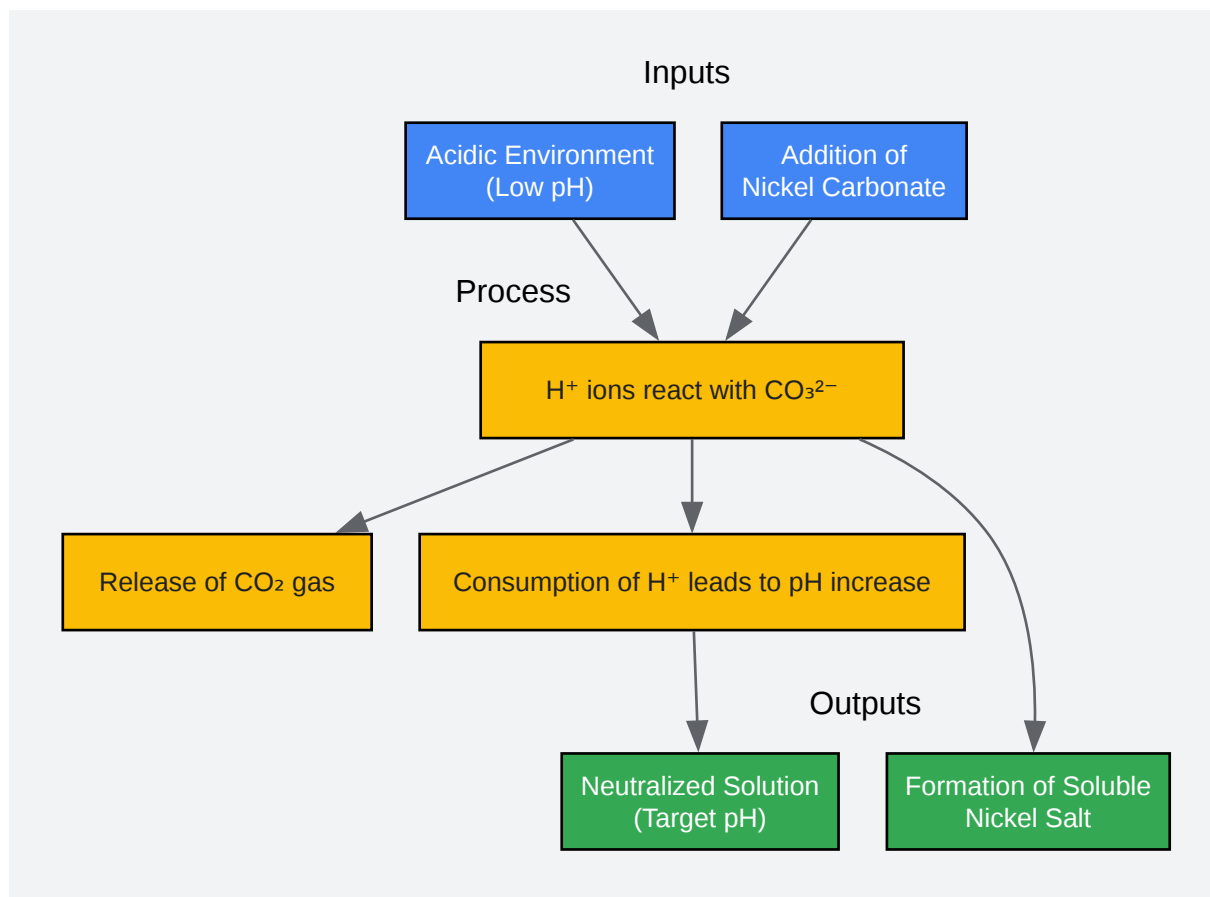 Inputs
Acidic Environment
(Low pH)
Addition of
Nickel Carbonate
Process
H⁺ ions react with CO₃²⁻
Release of CO₂ gas
Consumption of H⁺ leads to pH increase
Outputs
Neutralized Solution
(Target pH)
Formation of Soluble
Nickel Salt